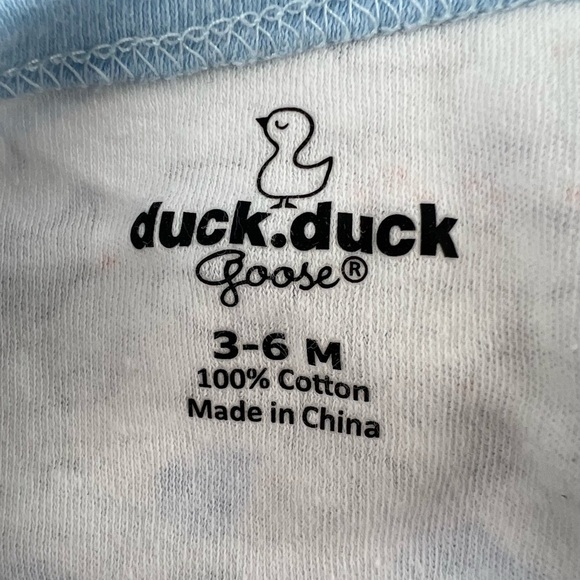 duck.duck
goose®
3-6 M
100% Cotton
Made in China